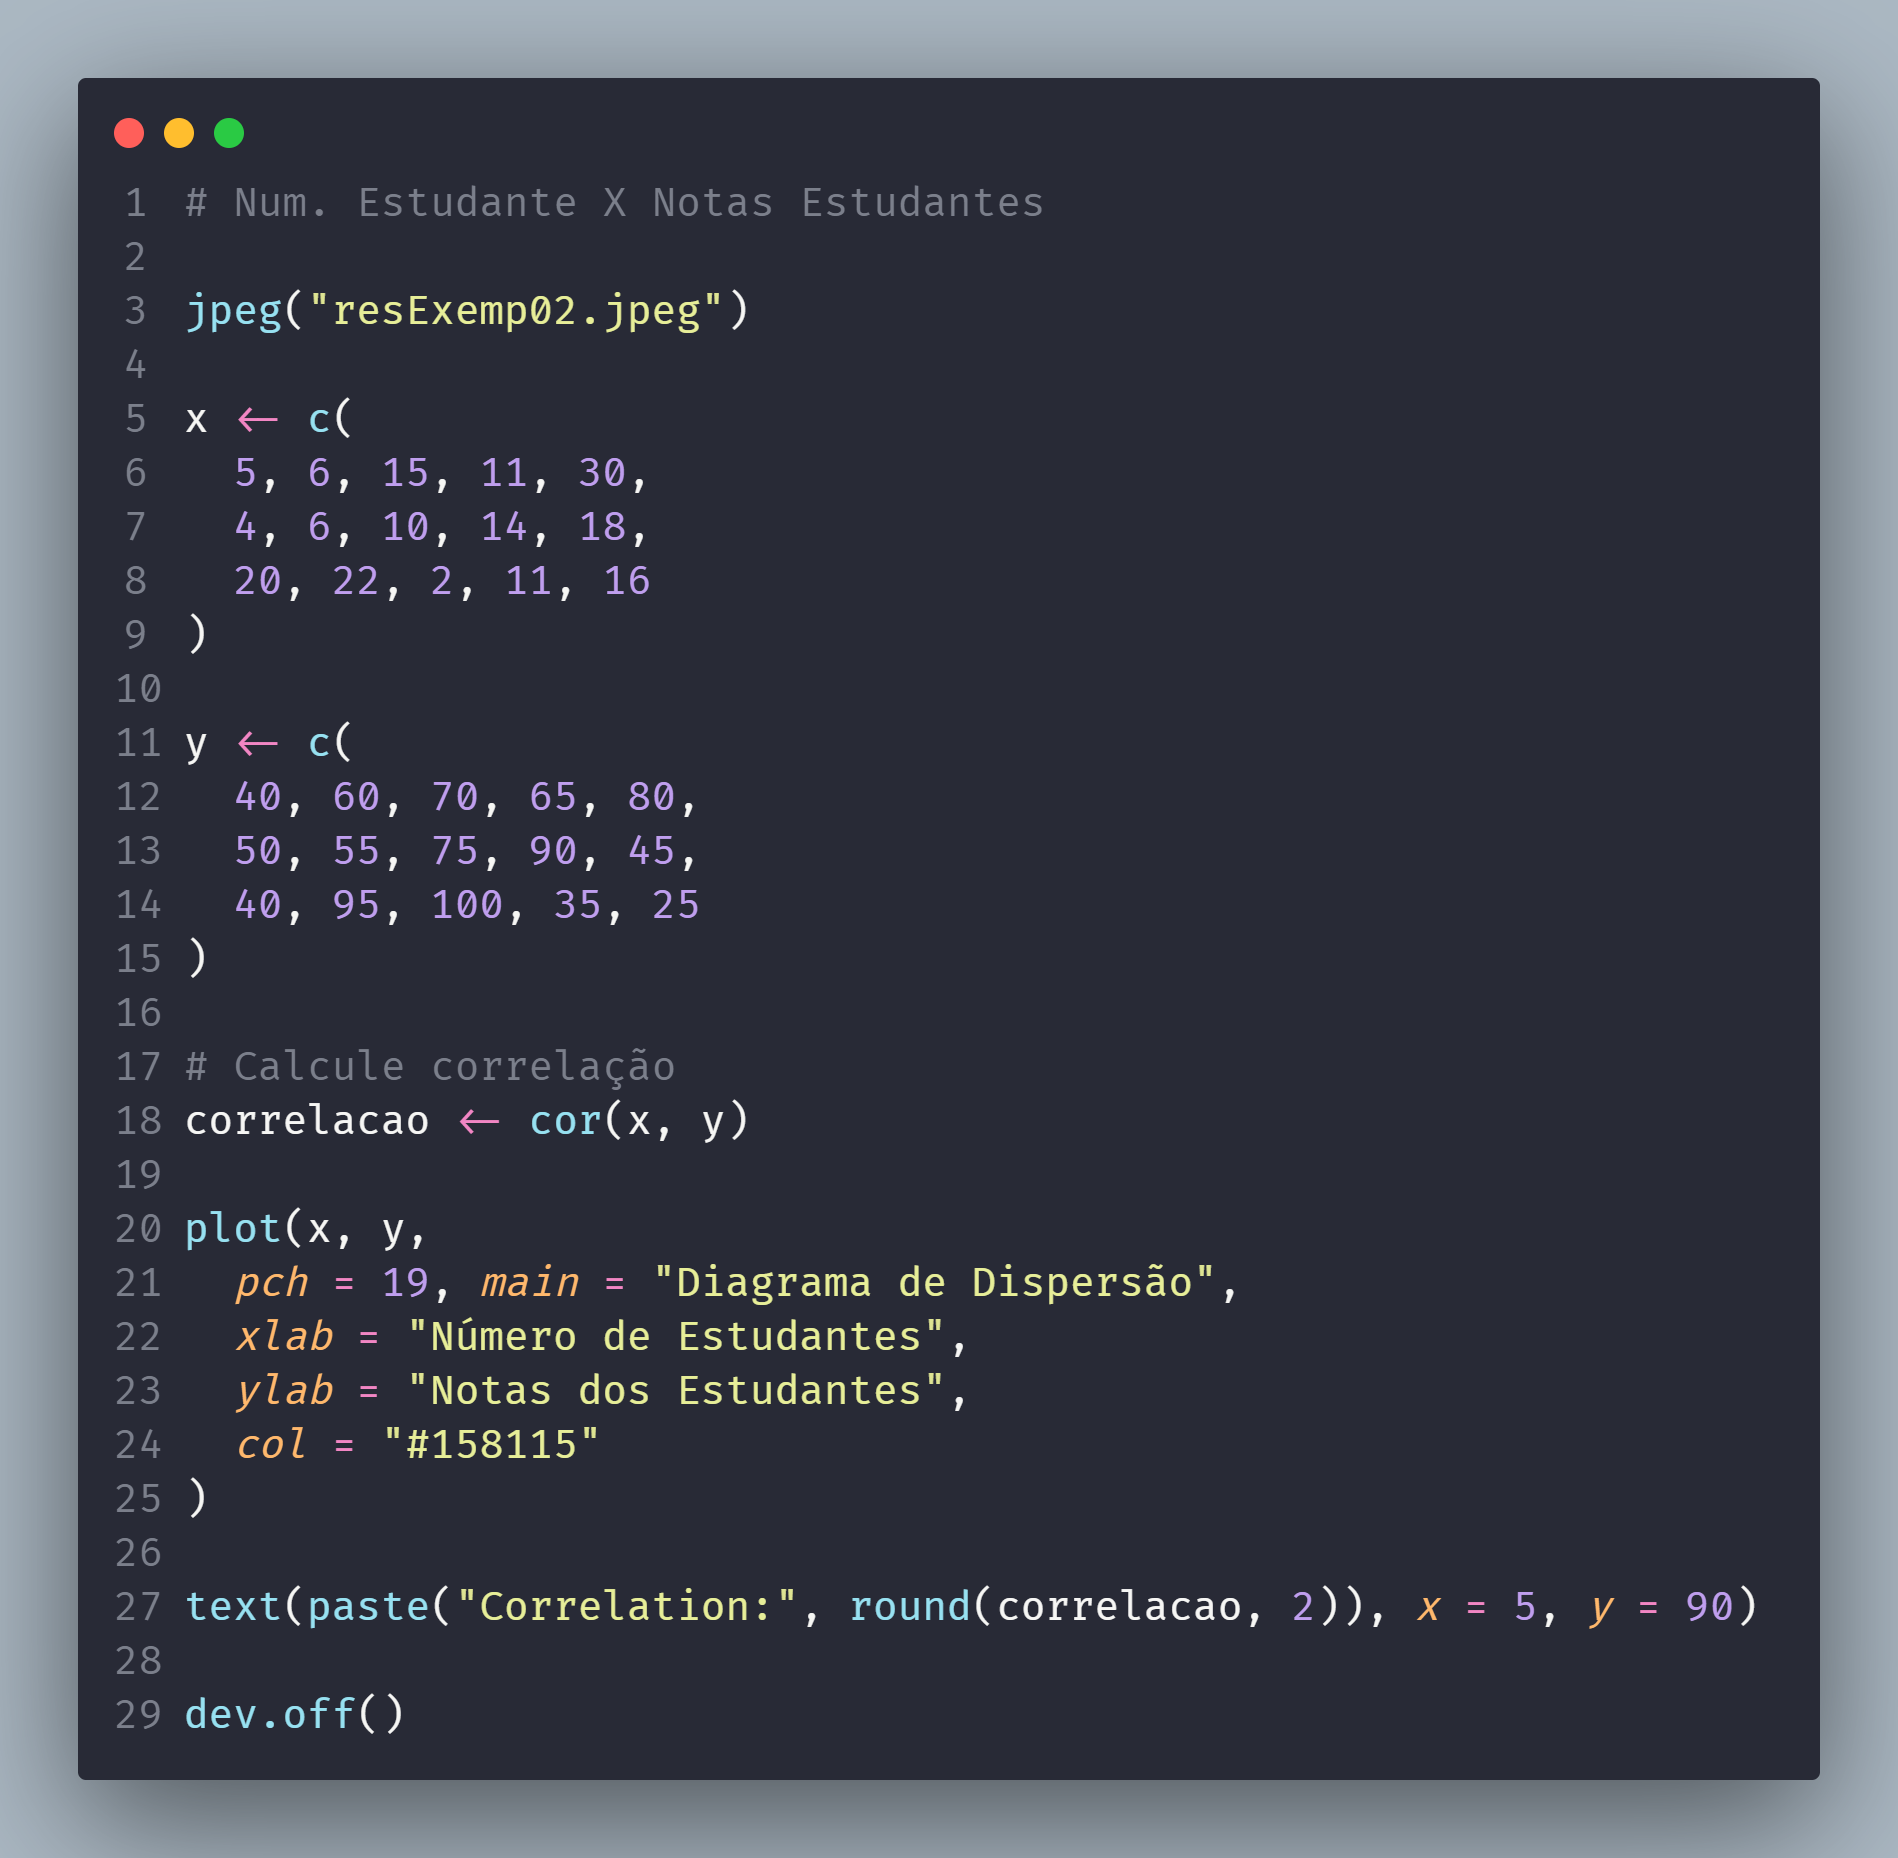 1 # Num. Estudante X Notas Estudantes
2
3 jpeg("resExemp02.jpeg")
4
5 x <- c(
6   5, 6, 15, 11, 30,
7   4, 6, 10, 14, 18,
8   20, 22, 2, 11, 16
9 )
10
11 y <- c(
12   40, 60, 70, 65, 80,
13   50, 55, 75, 90, 45,
14   40, 95, 100, 35, 25
15 )
16
17 # Calcule correlação
18 correlacao <- cor(x, y)
19
20 plot(x, y,
21   pch = 19, main = "Diagrama de Dispersão",
22   xlab = "Número de Estudantes",
23   ylab = "Notas dos Estudantes",
24   col = "#158115"
25 )
26
27 text(paste("Correlation:", round(correlacao, 2)), x = 5, y = 90)
28
29 dev.off()